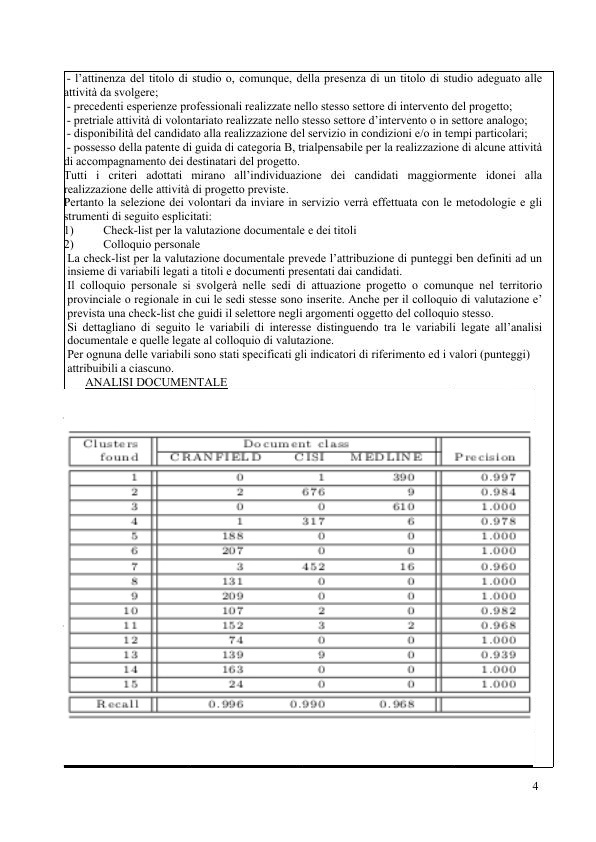 - l’attinenza del titolo di studio o, comunque, della presenza di un titolo di studio adeguato alle
attività da svolgere;
- precedenti esperienze professionali realizzate nello stesso settore di intervento del progetto;
- pretriale attività di volontariato realizzate nello stesso settore d’intervento o in settore analogo;
- disponibilità del candidato alla realizzazione del servizio in condizioni e/o in tempi particolari;
- possesso della patente di guida di categoria B, trialpensabile per la realizzazione di alcune attività
di accompagnamento dei destinatari del progetto.
Tutti i criteri adottati mirano all’individuazione dei candidati maggiormente idonei alla
realizzazione delle attività di progetto previste.
Pertanto la selezione dei volontari da inviare in servizio verrà effettuata con le metodologie e gli
strumenti di seguito esplicitati:
1) Check-list per la valutazione documentale e dei titoli
2) Colloquio personale
La check-list per la valutazione documentale prevede l’attribuzione di punteggi ben definiti ad un
insieme di variabili legati a titoli e documenti presentati dai candidati.
Il colloquio personale si svolgerà nelle sedi di attuazione progetto o comunque nel territorio
provinciale o regionale in cui le sedi stesse sono inserite. Anche per il colloquio di valutazione e’
prevista una check-list che guidi il selettore negli argomenti oggetto del colloquio stesso.
Si dettagliano di seguito le variabili di interesse distinguendo tra le variabili legate all’analisi
documentale e quelle legate al colloquio di valutazione.
Per ognuna delle variabili sono stati specificati gli indicatori di riferimento ed i valori (punteggi)
attribuibili a ciascuno.
ANALISI DOCUMENTALE
Clusters Document class
found CRANFIELD CISI MEDLINE Precision
1 0 1 390 0.997
2 2 676 9 0.984
3 0 0 610 1.000
4 1 317 6 0.978
5 188 0 0 1.000
6 207 0 0 1.000
7 3 452 16 0.960
8 131 0 0 1.000
9 209 0 0 1.000
10 107 2 0 0.982
11 152 3 2 0.968
12 74 0 0 1.000
13 139 9 0 0.939
14 163 0 0 1.000
15 24 0 0 1.000
Recall 0.996 0.990 0.968
4